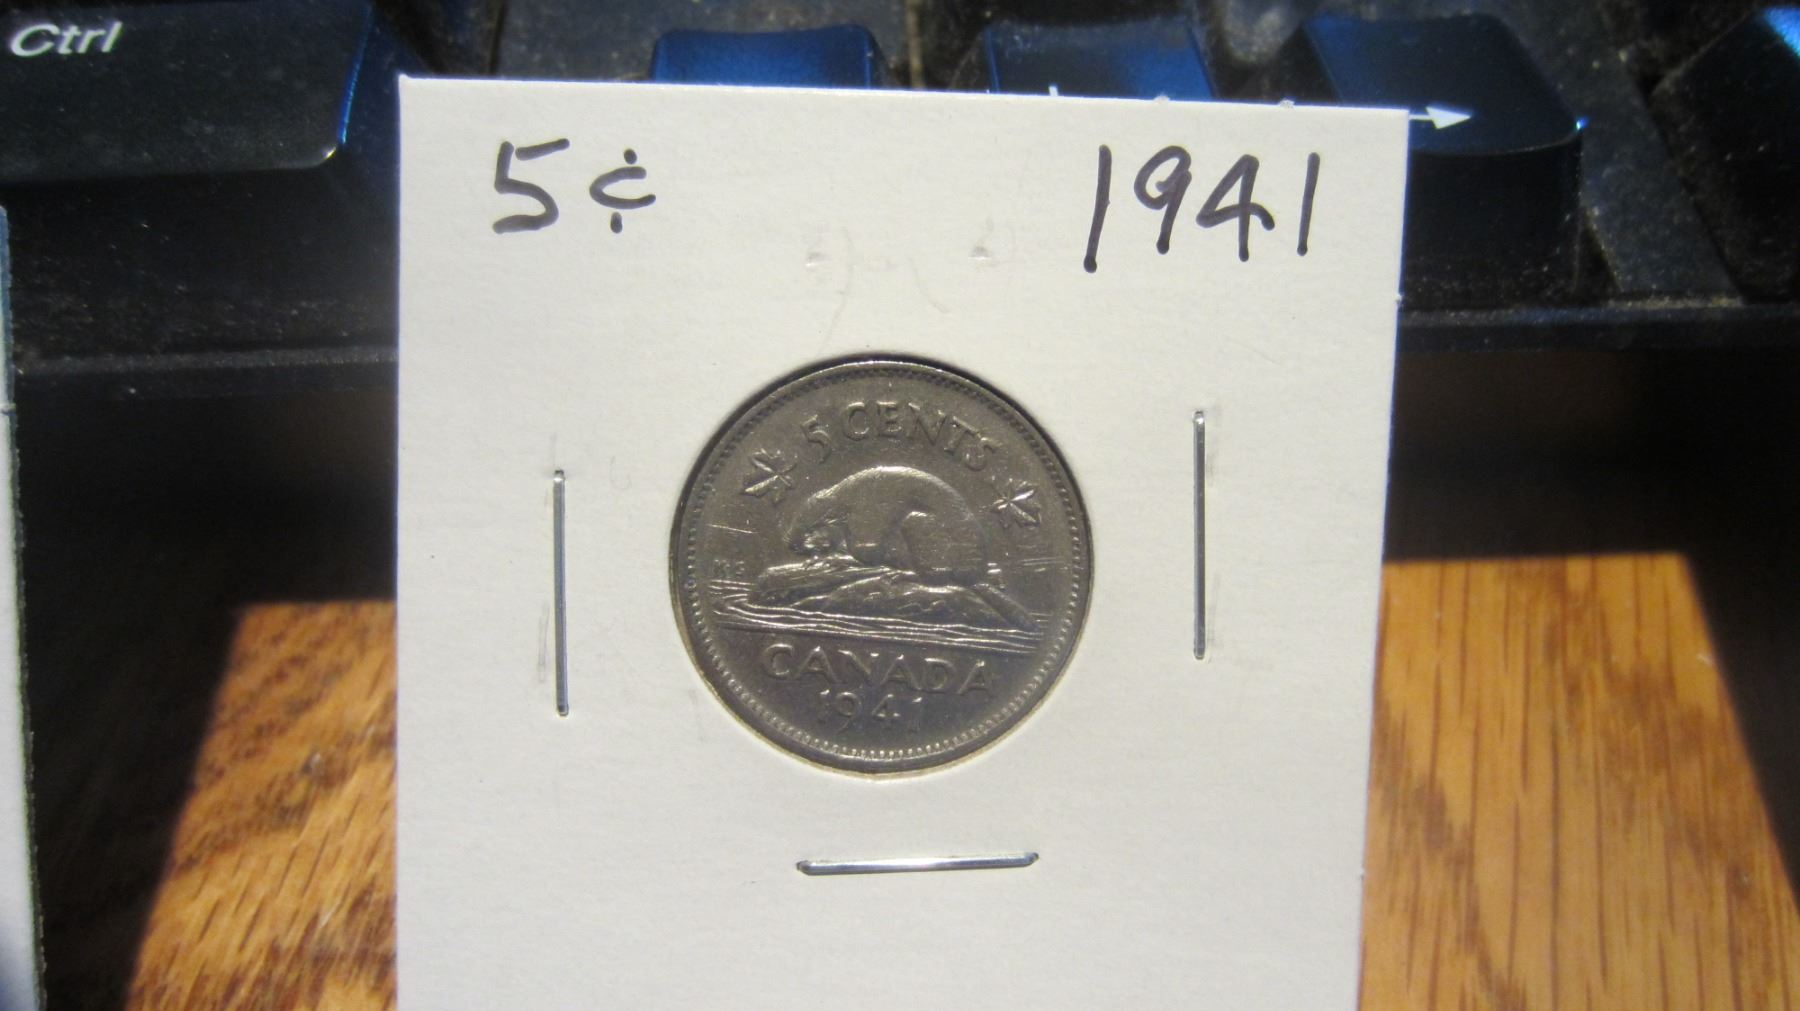 Ctrl
5¢ 1941
5 CENTS
K G
CANADA
1941